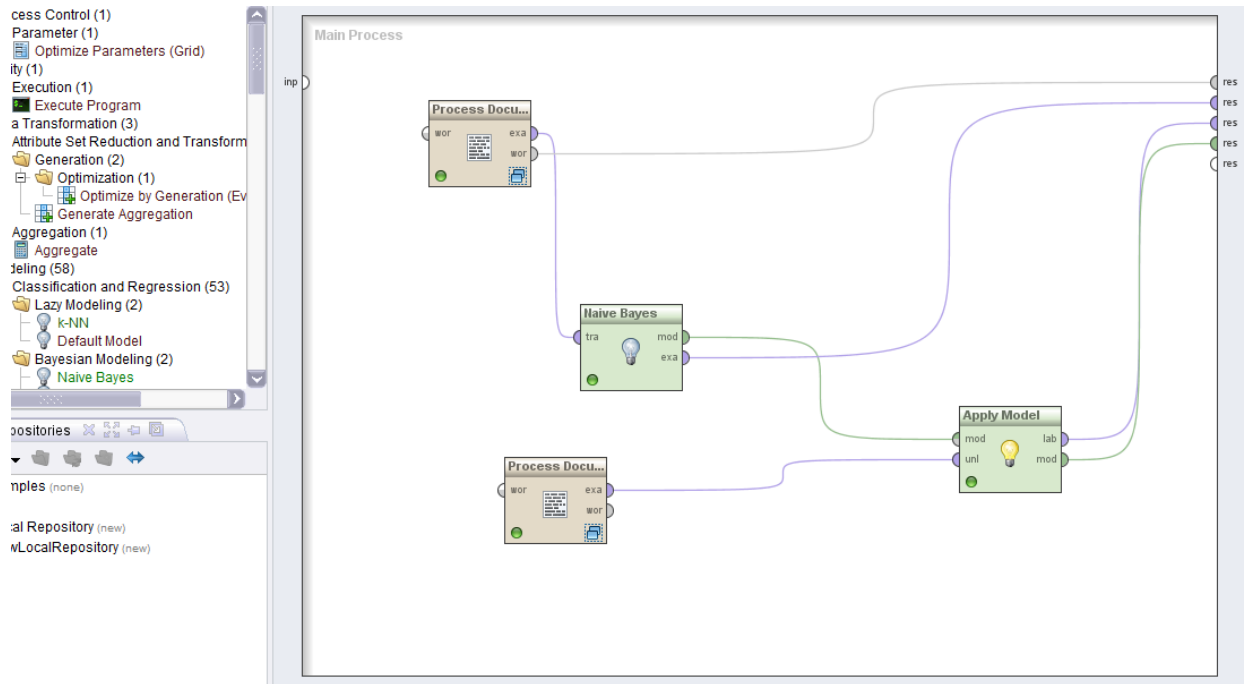 cess Control (1)
Parameter (1)
Optimize Parameters (Grid)
ity (1)
Execution (1)
Execute Program
a Transformation (3)
Attribute Set Reduction and Transform
Generation (2)
Optimization (1)
Optimize by Generation (Ev
Generate Aggregation
Aggregation (1)
Aggregate
deling (58)
Classification and Regression (53)
Lazy Modeling (2)
k-NN
Default Model
Bayesian Modeling (2)
Naive Bayes
positories
mples (none)
cal Repository (new)
wLocalRepository (new)
Main Process
inp
res
res
res
res
res
Process Docu...
wor exa
wor
Naive Bayes
tra mod
exa
Apply Model
mod lab
unl mod
Process Docu...
wor exa
wor